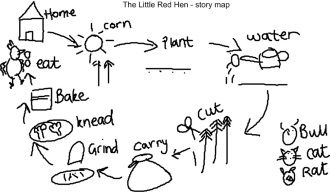 The Little Red Hen - story map
Home
corn
Plant
water
eat
Bake
knead
Grind
carry
cut
Bull
cat
Rat